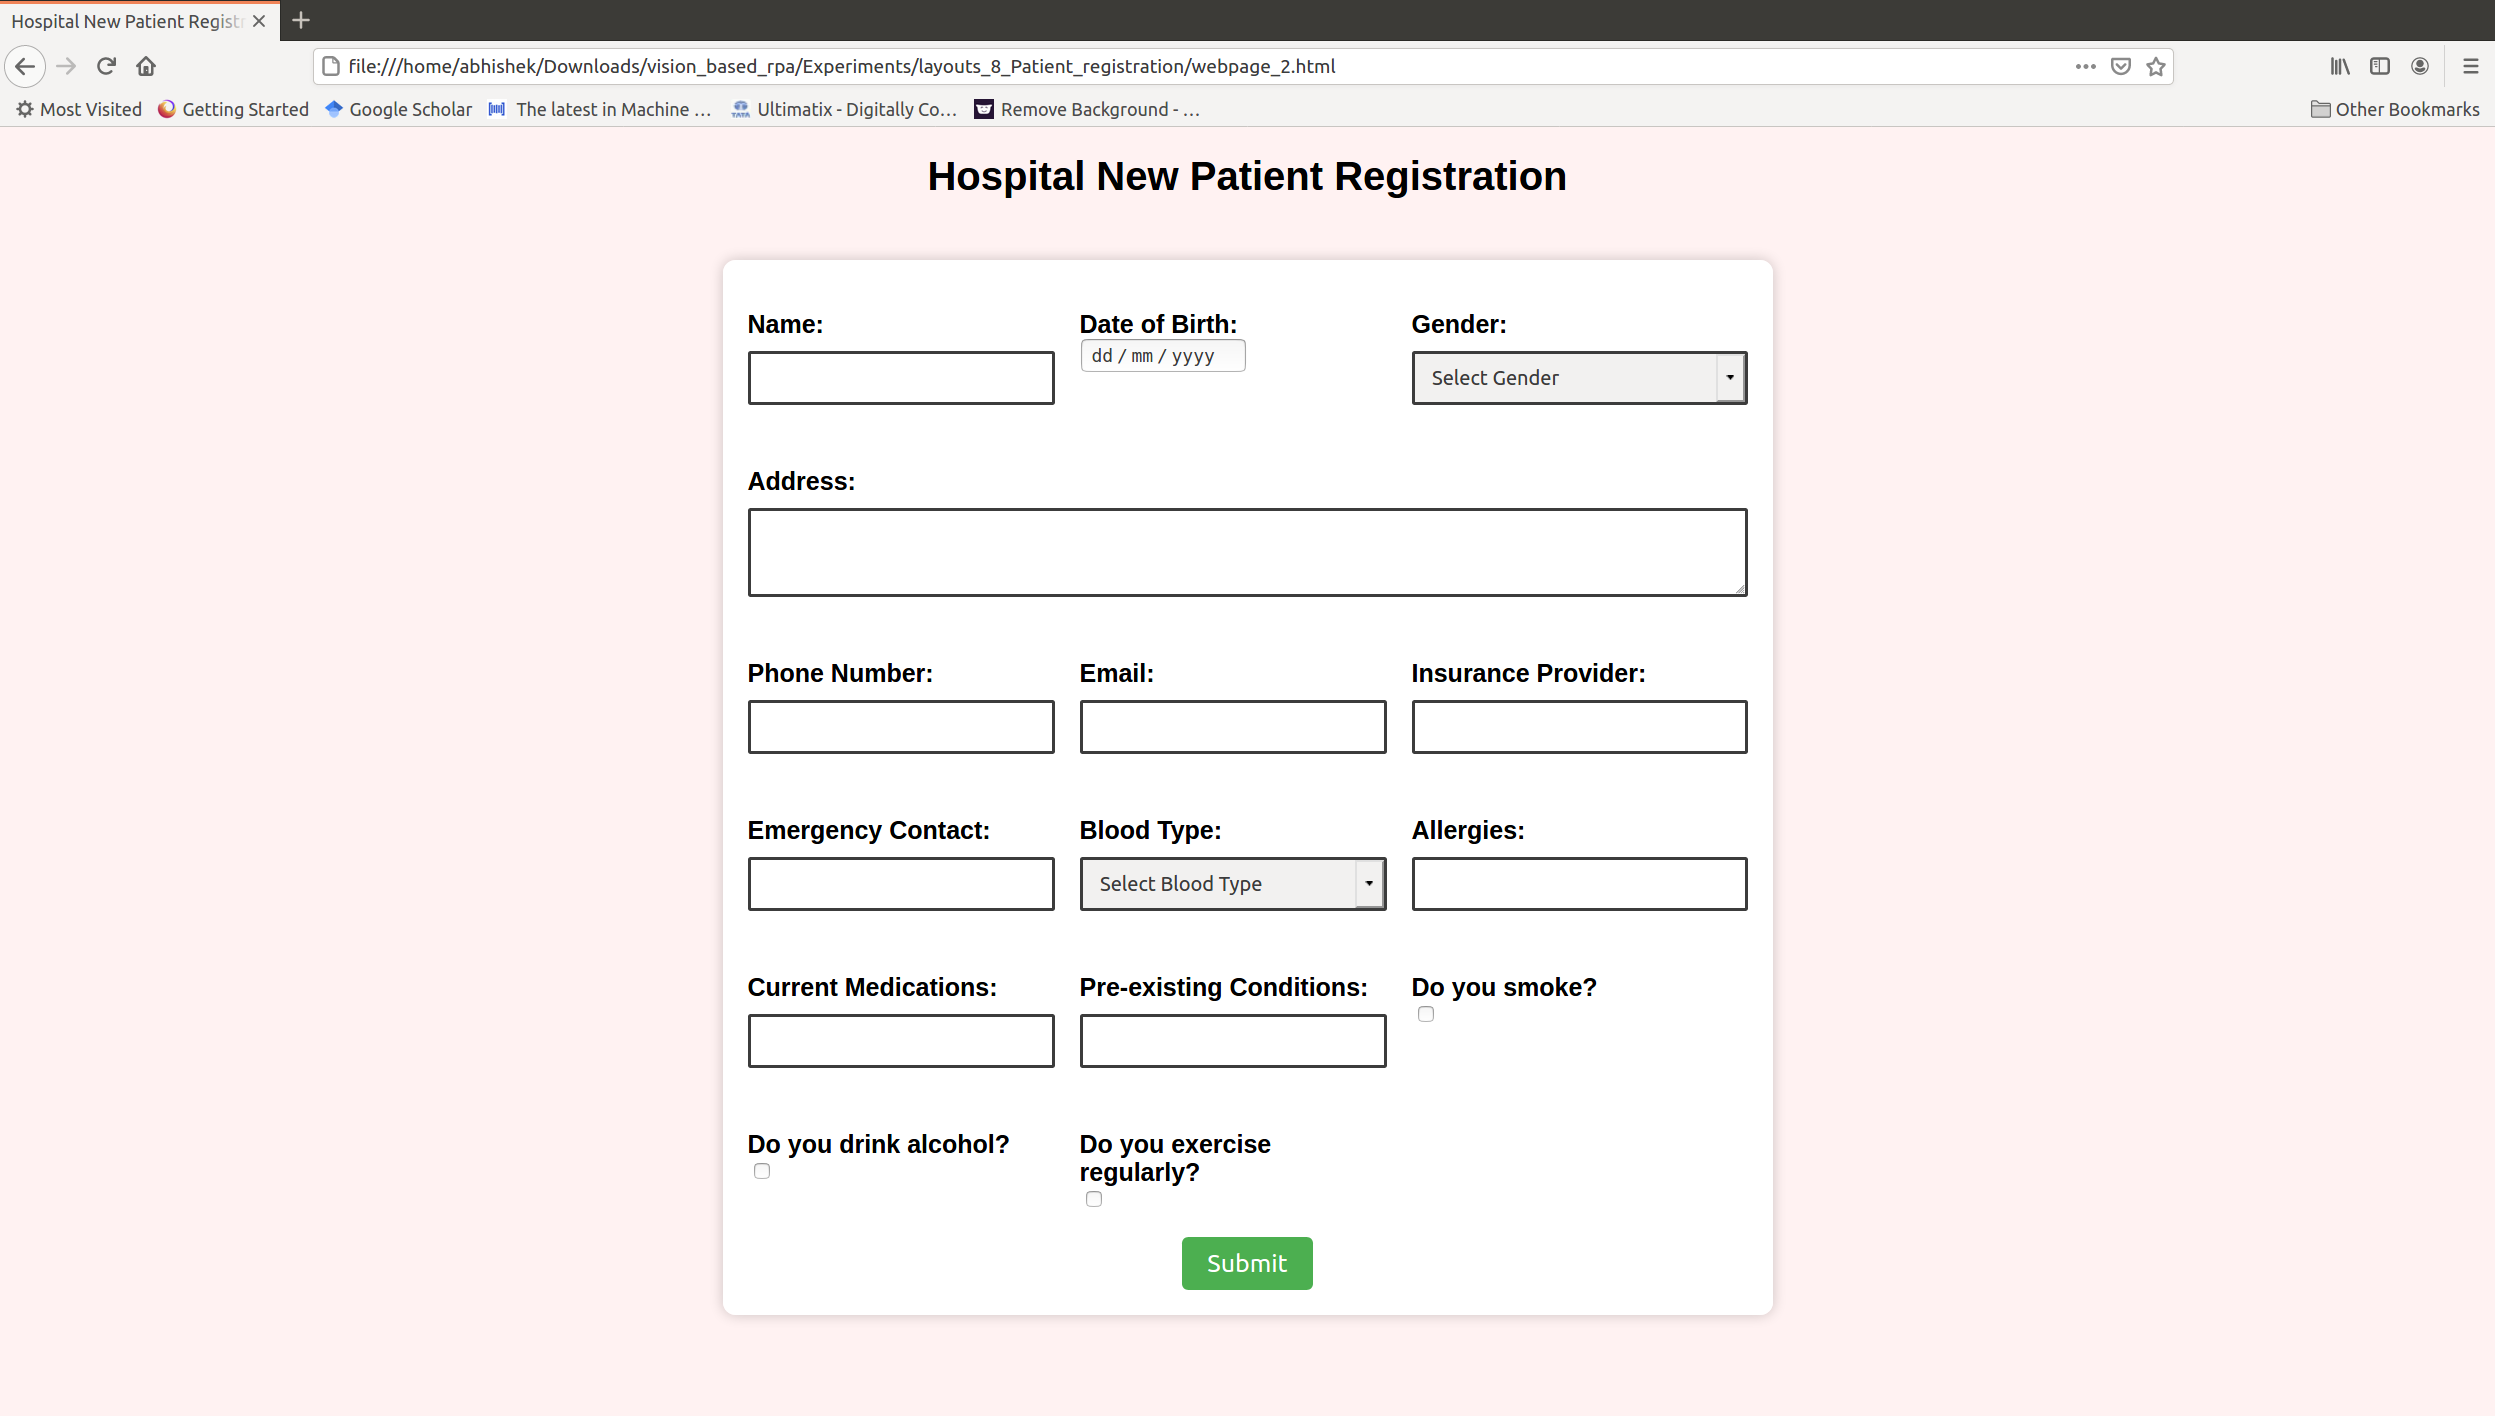 Hospital New Patient Registr
file:///home/abhishek/Downloads/vision_based_rpa/Experiments/layouts_8_Patient_registration/webpage_2.html
Most Visited Getting Started Google Scholar The latest in Machine … Ultimatix - Digitally Co… Remove Background - … Other Bookmarks
Hospital New Patient Registration
Name: Date of Birth: Gender:
dd / mm / yyyy
Select Gender
Address:
Phone Number: Email: Insurance Provider:
Emergency Contact: Blood Type: Allergies:
Select Blood Type
Current Medications: Pre-existing Conditions: Do you smoke?
Do you drink alcohol? Do you exercise
regularly?
Submit